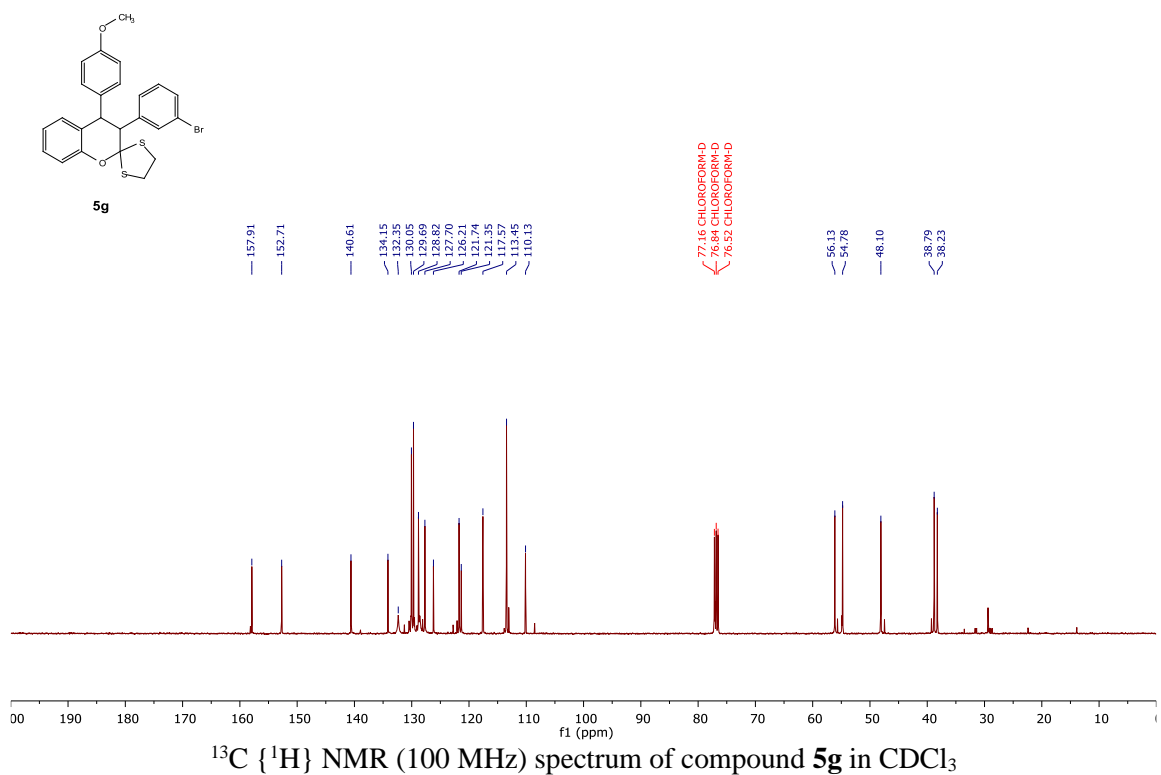 O
CH3
Br
S
O
S
5g
157.91
152.71
140.61
134.15
132.35
130.05
129.69
128.82
127.70
126.21
121.74
121.35
117.57
113.45
110.13
77.16 CHLOROFORM-D
76.84 CHLOROFORM-D
76.52 CHLOROFORM-D
56.13
54.78
48.10
38.79
38.23
00 190 180 170 160 150 140 130 120 110 100 90 80 70 60 50 40 30 20 10
f1 (ppm)
¹³C {¹H} NMR (100 MHz) spectrum of compound 5g in CDCl₃